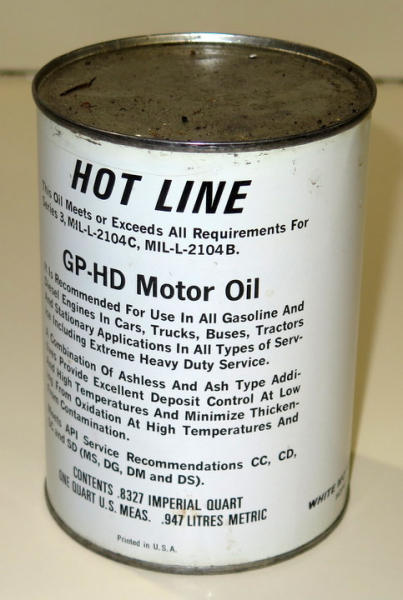 HOT LINE
This Oil Meets or Exceeds All Requirements For
Series 3, MIL-L-2104C, MIL-L-2104B.
GP-HD Motor Oil
It Is Recommended For Use In All Gasoline And
Diesel Engines In Cars, Trucks, Buses, Tractors
And Stationary Applications In All Types of Serv-
ice Including Extreme Heavy Duty Service.
A Combination Of Ashless And Ash Type Addi-
tives Provide Excellent Deposit Control At Low
And High Temperatures And Minimize Thicken-
ing From Oxidation At High Temperatures And
From Contamination.
Meets API Service Recommendations CC, CD,
SC and SD (MS, DG, DM and DS).
CONTENTS .8327 IMPERIAL QUART
ONE QUART U.S. MEAS. .947 LITRES METRIC
Printed in U.S.A.
WHITE